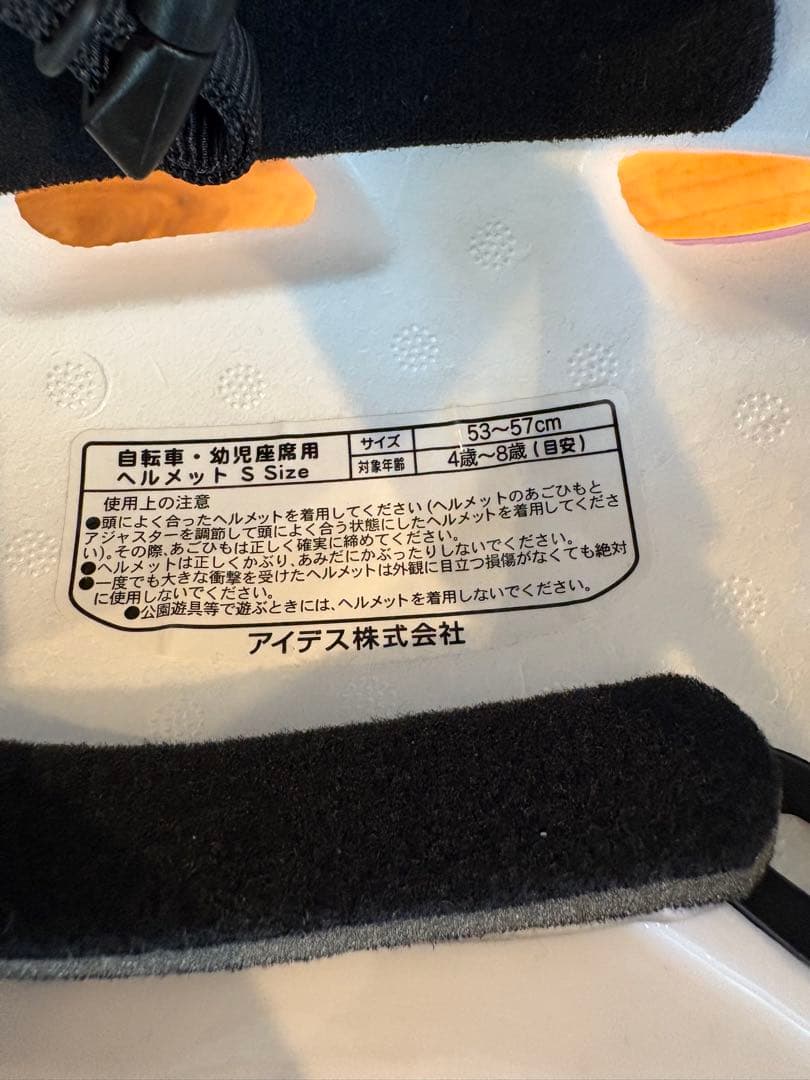 自転車・幼児座席用
ヘルメット S Size
サイズ 53～57cm
対象年齢 4歳～8歳(目安)
使用上の注意
●頭によく合ったヘルメットを着用してください(ヘルメットのあごひもと
アジャスターを調節して頭によく合う状態にしたヘルメットを着用してくださ
い)。その際、あごひもは正しく確実に締めてください。
●ヘルメットは正しくかぶり、あみだにかぶったりしないでください。
●一度でも大きな衝撃を受けたヘルメットは外観に目立つ損傷がなくても絶対
に使用しないでください。
●公園遊具等で遊ぶときには、ヘルメットを着用しないでください。
アイデス株式会社